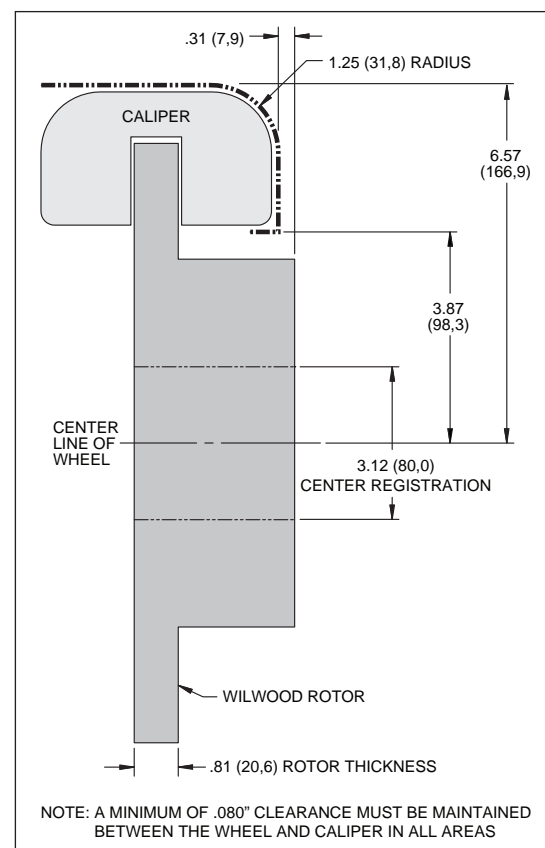 .31 (7,9)
1.25 (31,8) RADIUS
CALIPER
6.57
(166,9)
3.87
(98,3)
CENTER
LINE OF
WHEEL
3.12 (80,0)
CENTER REGISTRATION
WILWOOD ROTOR
.81 (20,6) ROTOR THICKNESS
NOTE: A MINIMUM OF .080" CLEARANCE MUST BE MAINTAINED
BETWEEN THE WHEEL AND CALIPER IN ALL AREAS